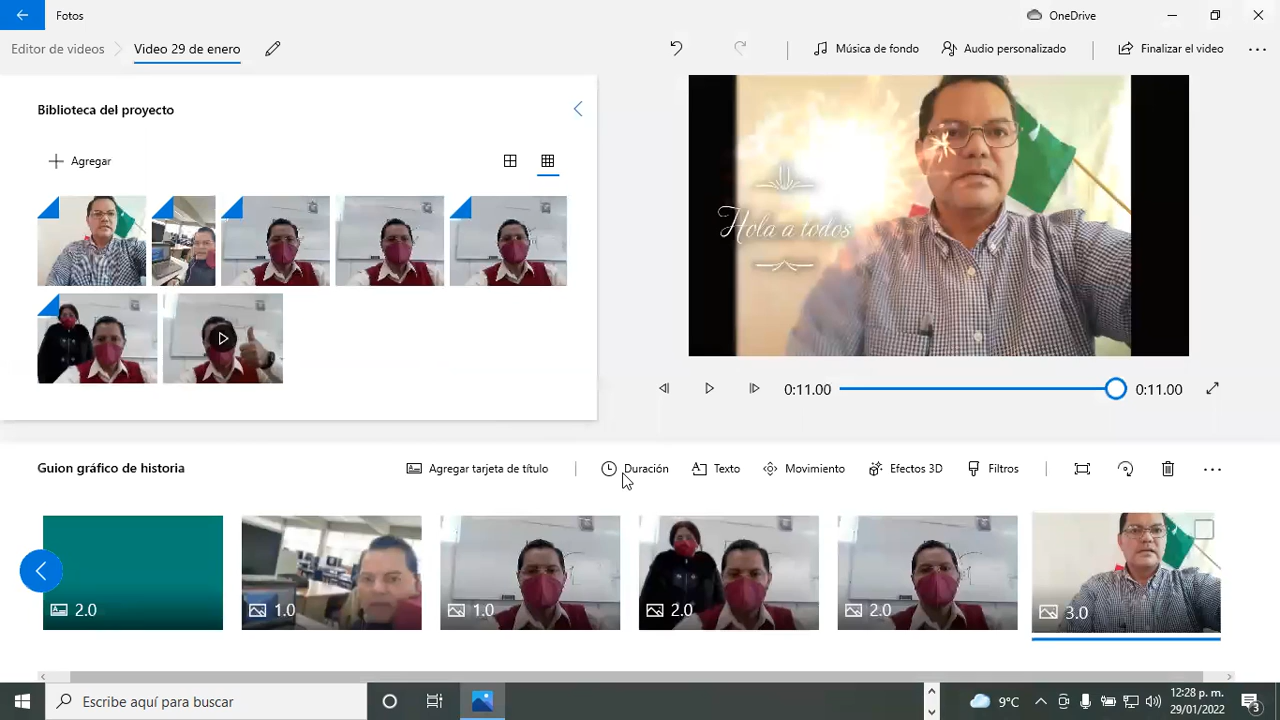 Fotos
OneDrive
Editor de videos
Video 29 de enero
Música de fondo
Audio personalizado
Finalizar el video
Biblioteca del proyecto
Agregar
Hola a todos
0:11.00
0:11.00
Guion gráfico de historia
Agregar tarjeta de título
Duración
Texto
Movimiento
Efectos 3D
Filtros
2.0
1.0
1.0
2.0
2.0
3.0
Escribe aquí para buscar
9°C
12:28 p. m.
29/01/2022
3